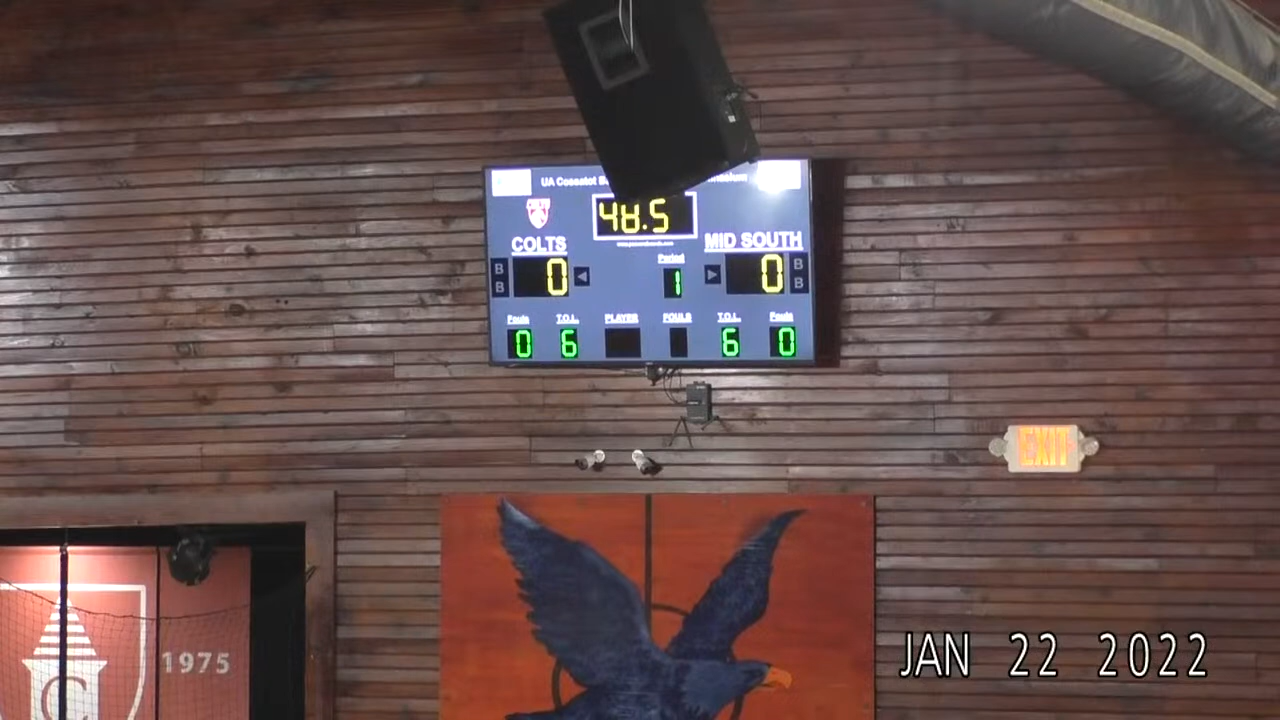 UA Cossatot
48.5
COLTS
MID SOUTH
B
B
0
Period
1
0
B
B
Fouls
T.O.L.
PLAYER
FOULS
T.O.L.
Fouls
0
6
6
0
EXIT
1975
C
JAN 22 2022